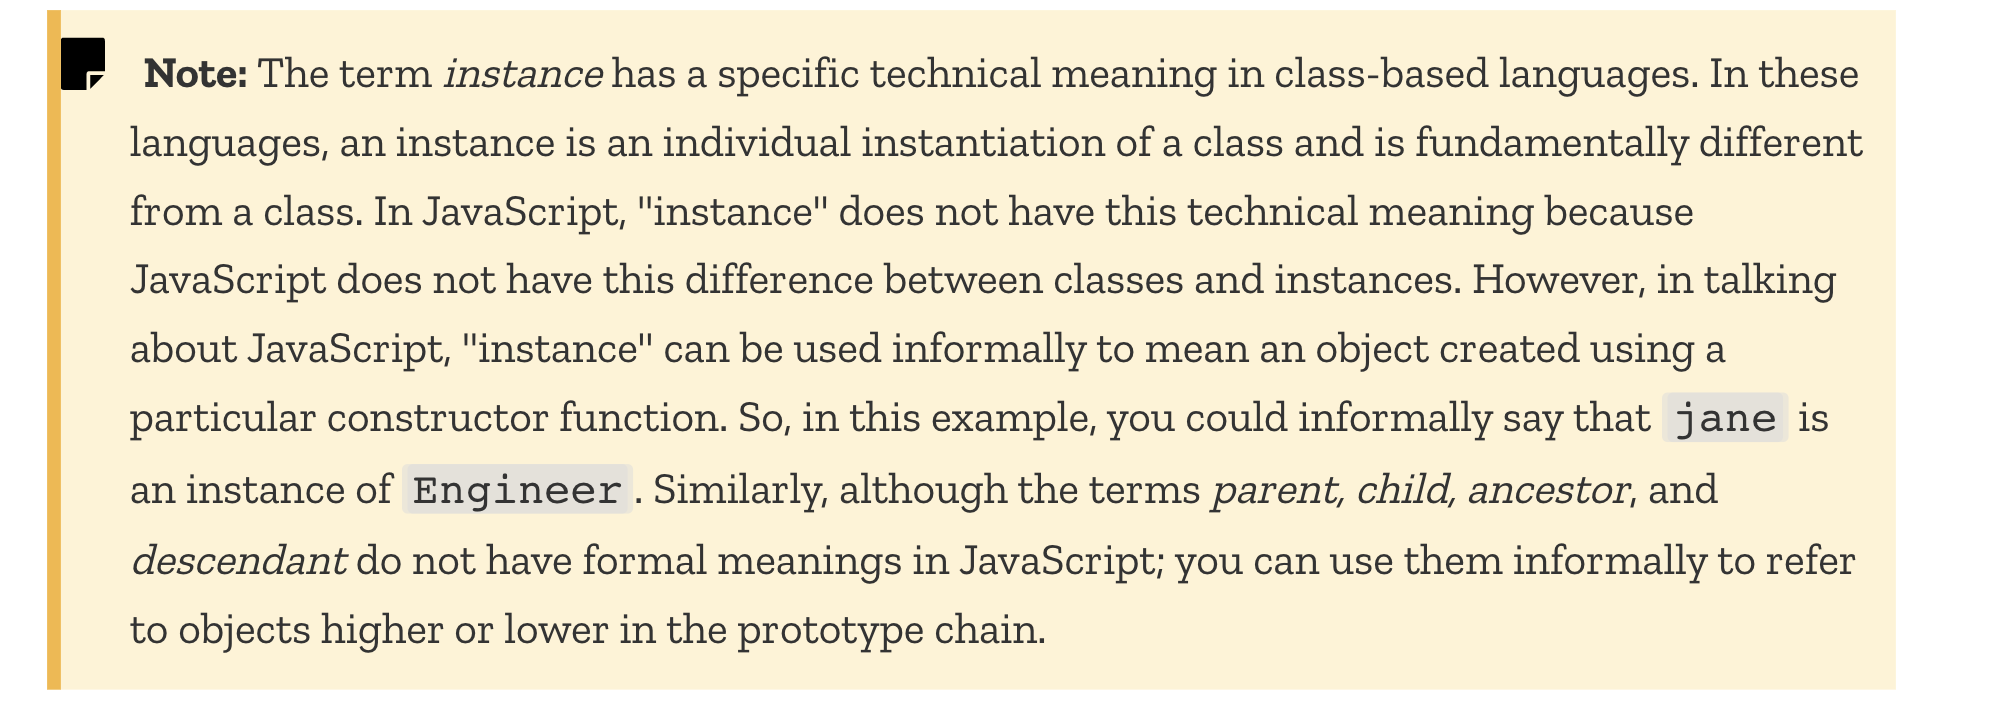 Note: The term instance has a specific technical meaning in class-based languages. In these
languages, an instance is an individual instantiation of a class and is fundamentally different
from a class. In JavaScript, "instance" does not have this technical meaning because
JavaScript does not have this difference between classes and instances. However, in talking
about JavaScript, "instance" can be used informally to mean an object created using a
particular constructor function. So, in this example, you could informally say that jane is
an instance of Engineer. Similarly, although the terms parent, child, ancestor, and
descendant do not have formal meanings in JavaScript; you can use them informally to refer
to objects higher or lower in the prototype chain.